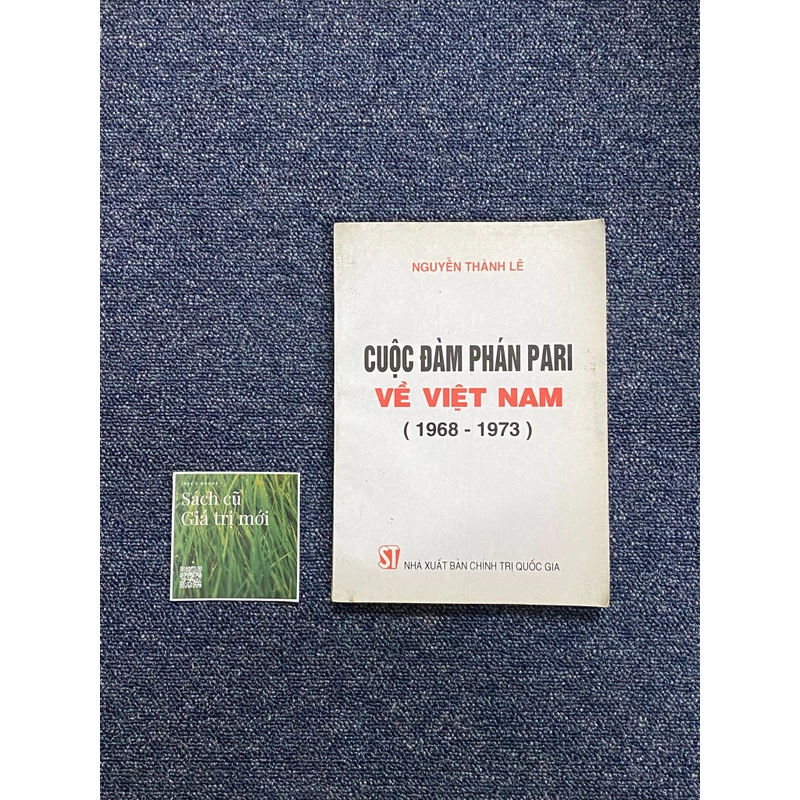 NGUYỄN THÀNH LÊ
CUỘC ĐÀM PHÁN PARI
VỀ VIỆT NAM
( 1968 - 1973 )
ST NHÀ XUẤT BẢN CHÍNH TRỊ QUỐC GIA
Sách cũ
Giá trị mới